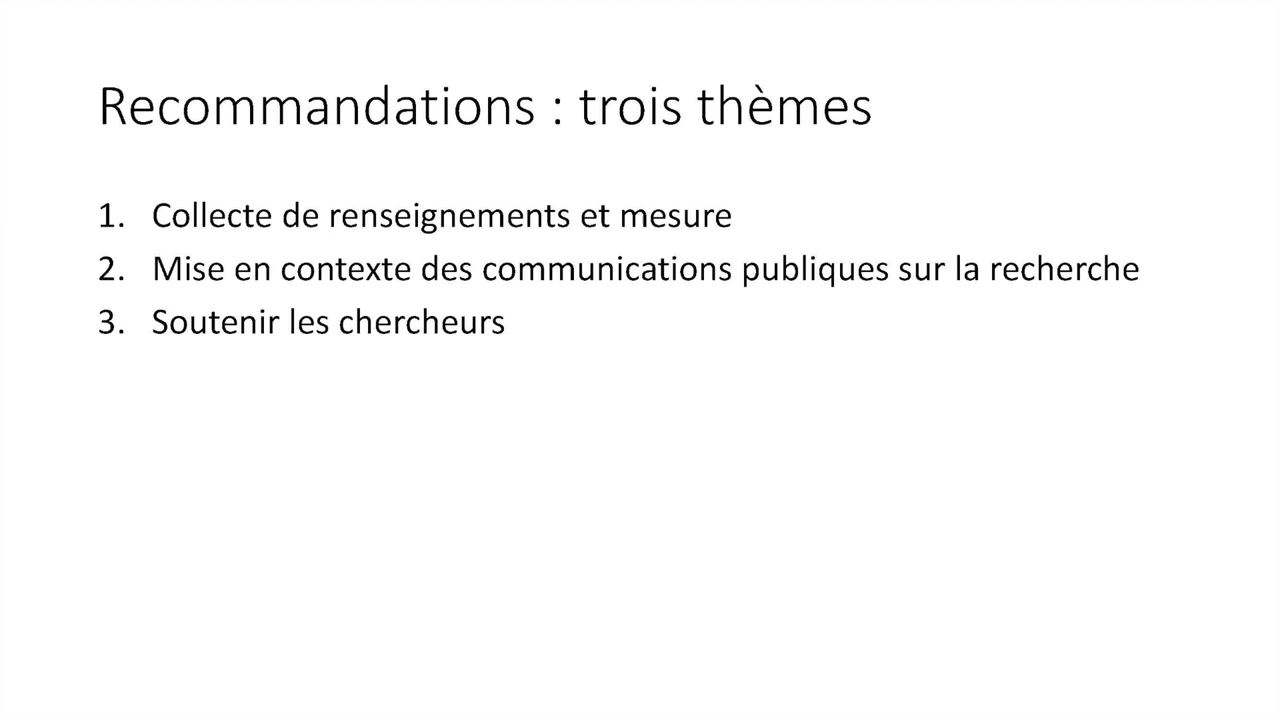 Recommandations : trois thèmes
1. Collecte de renseignements et mesure
2. Mise en contexte des communications publiques sur la recherche
3. Soutenir les chercheurs